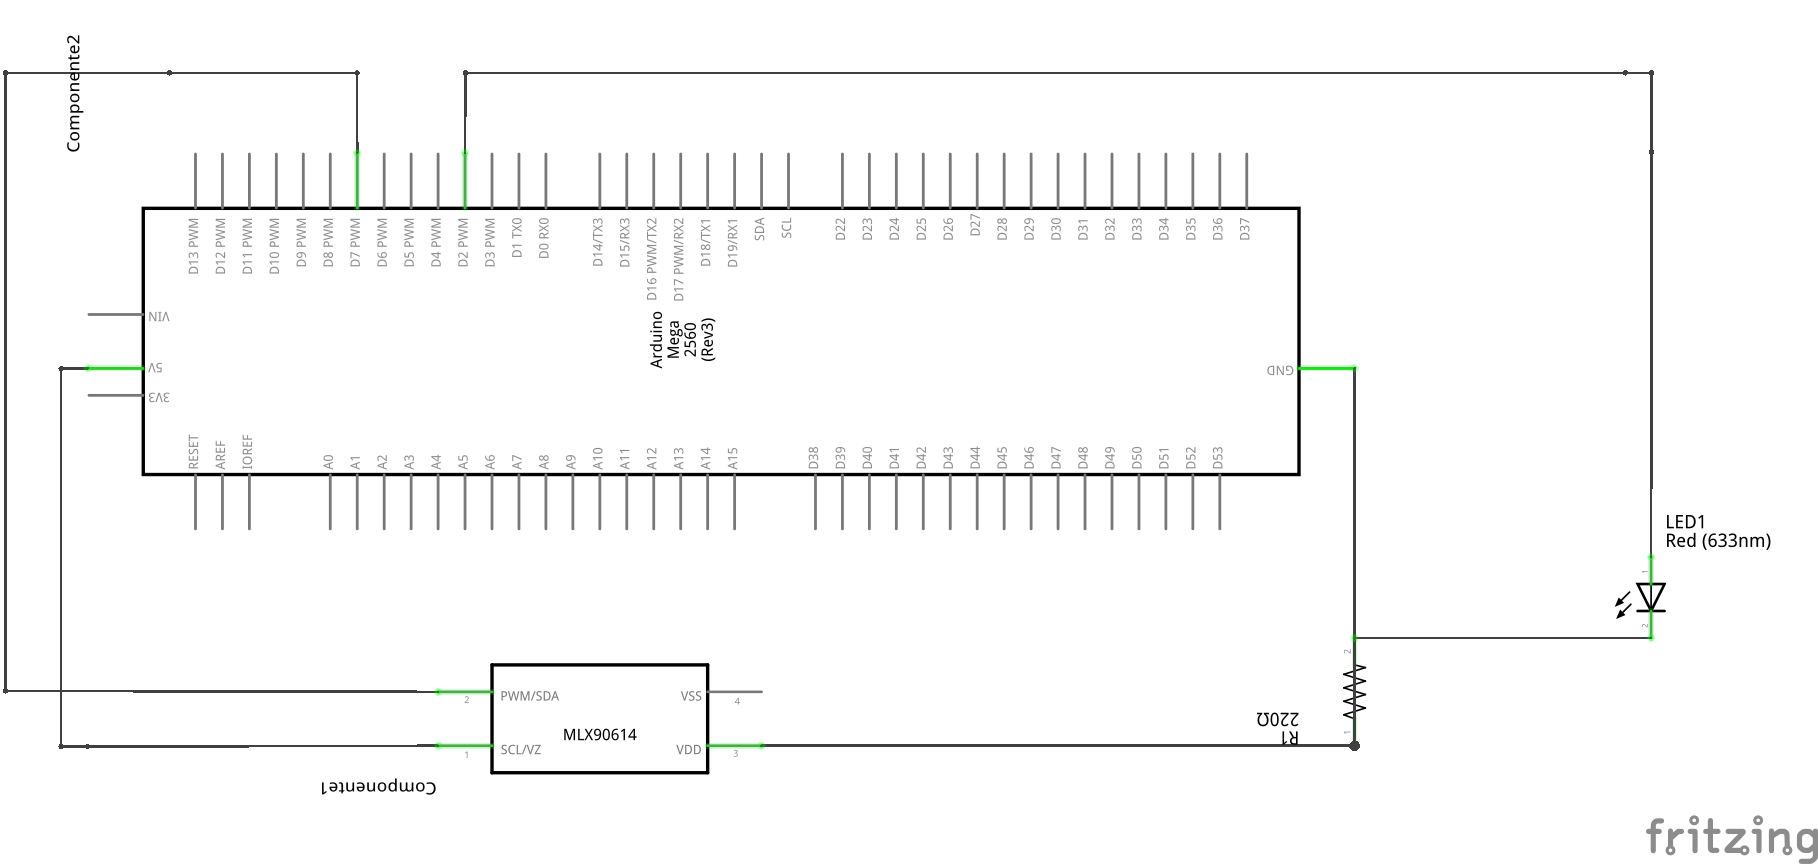 Componente2
D13 PWM
D12 PWM
D11 PWM
D10 PWM
D9 PWM
D8 PWM
D7 PWM
D6 PWM
D5 PWM
D4 PWM
D2 PWM
D3 PWM
D1 TX0
D0 RX0
D14/TX3
D15/RX3
D16 PWM/TX2
D17 PWM/RX2
D18/TX1
D19/RX1
SDA
SCL
D22
D23
D24
D25
D26
D27
D28
D29
D30
D31
D32
D33
D34
D35
D36
D37
VIN
5V
3V3
Arduino
Mega
2560
(Rev3)
GND
RESET
AREF
IOREF
A0
A1
A2
A3
A4
A5
A6
A7
A8
A9
A10
A11
A12
A13
A14
A15
D38
D39
D40
D41
D42
D43
D44
D45
D46
D47
D48
D49
D50
D51
D52
D53
LED1
Red (633nm)
1
2
2
PWM/SDA
2
VSS
4
MLX90614
SCL/VZ
1
VDD
3
R1
220Ω
1
Componente1
fritzing